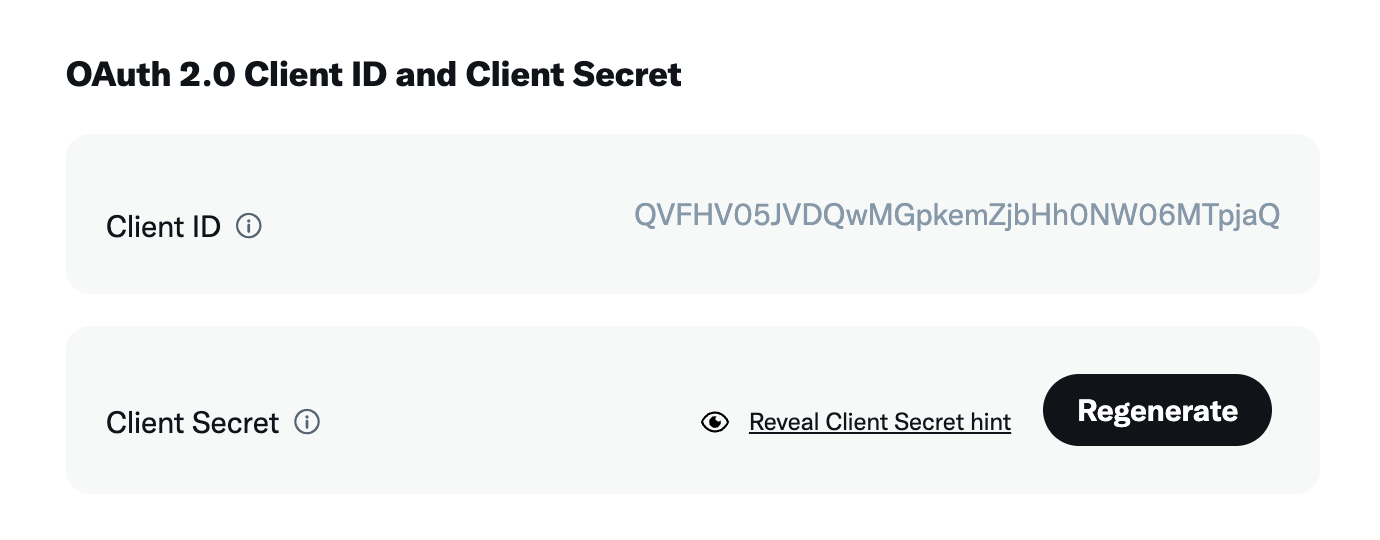 OAuth 2.0 Client ID and Client Secret
Client ID
QVFHV05JVDQwMGpkemZjbHh0NW06MTpjaQ
Client Secret
Reveal Client Secret hint
Regenerate